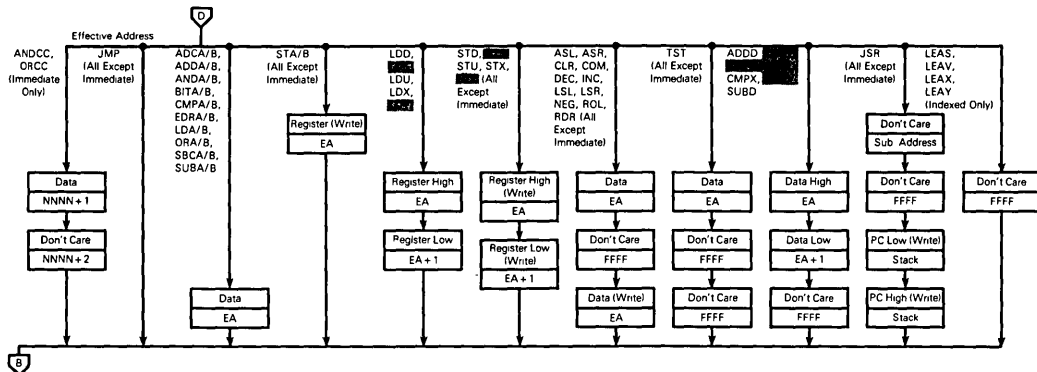 D
Effective Address
ANDCC,
ORCC
(Immediate
Only)
JMP
(All Except
Immediate)
ADCA/B,
ADDA/B,
ANDA/B,
BITA/B,
CMPA/B,
EDRA/B,
LDA/B,
ORA/B,
SBCA/B,
SUBA/B
STA/B
(All Except
Immediate)
LDD,
LDU,
LDX,
STD,
STU, STX,
(All
Except
Immediate)
ASL, ASR,
CLR, COM,
DEC, INC,
LSL, LSR,
NEG, ROL,
RDR (All
Except
Immediate)
TST
(All Except
Immediate)
ADDD
CMPX,
SUBD
JSR
(All Except
Immediate)
LEAS,
LEAV,
LEAX,
LEAY
(Indexed Only)
Data
NNNN + 1
Don't Care
NNNN + 2
Data
EA
Register (Write)
EA
Register High
EA
Register Low
EA + 1
Register High
(Write)
EA
Register Low
(Write)
EA + 1
Data
EA
Don't Care
FFFF
Data (Write)
EA
Data
EA
Don't Care
FFFF
Don't Care
FFFF
Data High
EA
Data Low
EA + 1
Don't Care
FFFF
Don't Care
Sub Address
Don't Care
FFFF
PC Low (Write)
Stack
PC High (Write)
Stack
Don't Care
FFFF
B